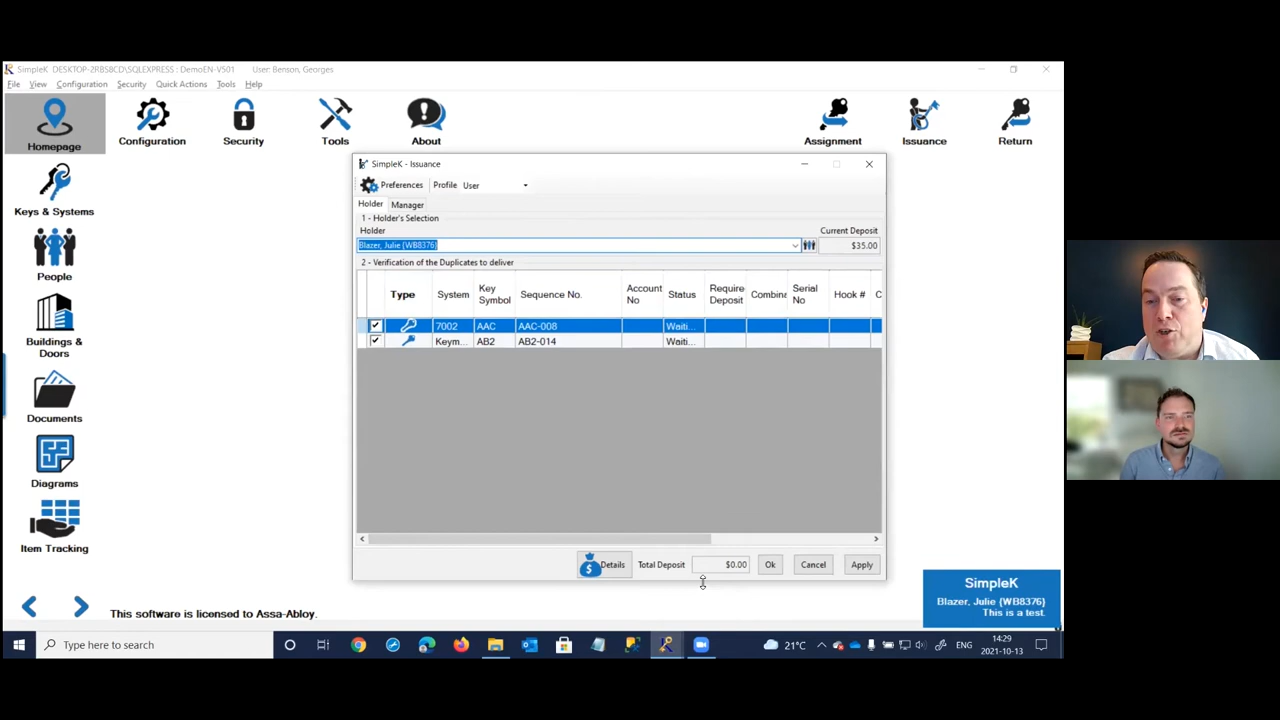 SimpleK DESKTOP-2RBS8CD\SQLEXPRESS : DemoEN-V501 User: Benson, Georges
File View Configuration Security Quick Actions Tools Help
Homepage
Configuration
Security
Tools
About
Assignment
Issuance
Return
Keys & Systems
People
Buildings &
Doors
Documents
Diagrams
Item Tracking
SimpleK - Issuance
Preferences Profile User
Holder Manager
1 - Holder's Selection
Holder Current Deposit
Blazer, Julie {WB8376} $35.00
2 - Verification of the Duplicates to deliver
Type System Key Symbol Sequence No. Account No Status Require Deposit Combina Serial No Hook # C
7002 AAC AAC-008 Waiti...
Keym... AB2 AB2-014 Waiti...
$ Details Total Deposit $0.00 Ok Cancel Apply
SimpleK
Blazer, Julie {WB8376}
This is a test.
This software is licensed to Assa-Abloy.
Type here to search
21°C ENG
14:29
2021-10-13